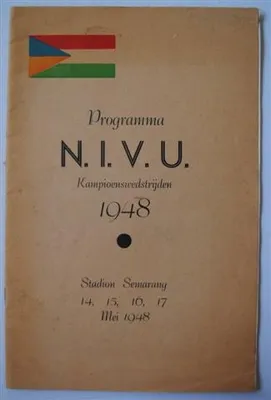 Programma
N. I. V. U.
Kampioenswedstrijden
1948
Stadion Semarang
14, 15, 16, 17
Mei 1948